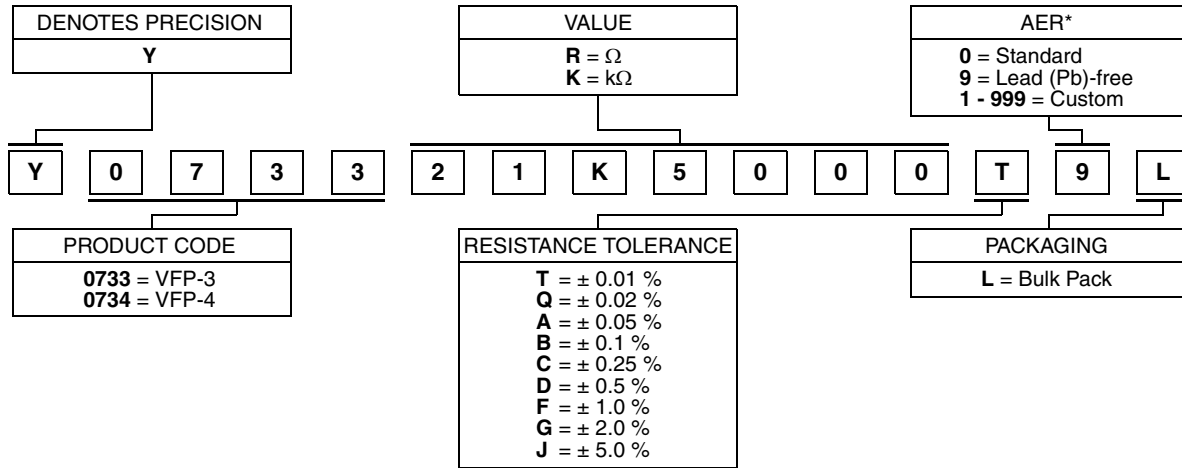 DENOTES PRECISION
Y
VALUE
R = Ω
K = kΩ
AER*
0 = Standard
9 = Lead (Pb)-free
1 - 999 = Custom
Y 0 7 3 3 2 1 K 5 0 0 0 T 9 L
PRODUCT CODE
0733 = VFP-3
0734 = VFP-4
RESISTANCE TOLERANCE
T = ± 0.01 %
Q = ± 0.02 %
A = ± 0.05 %
B = ± 0.1 %
C = ± 0.25 %
D = ± 0.5 %
F = ± 1.0 %
G = ± 2.0 %
J = ± 5.0 %
PACKAGING
L = Bulk Pack